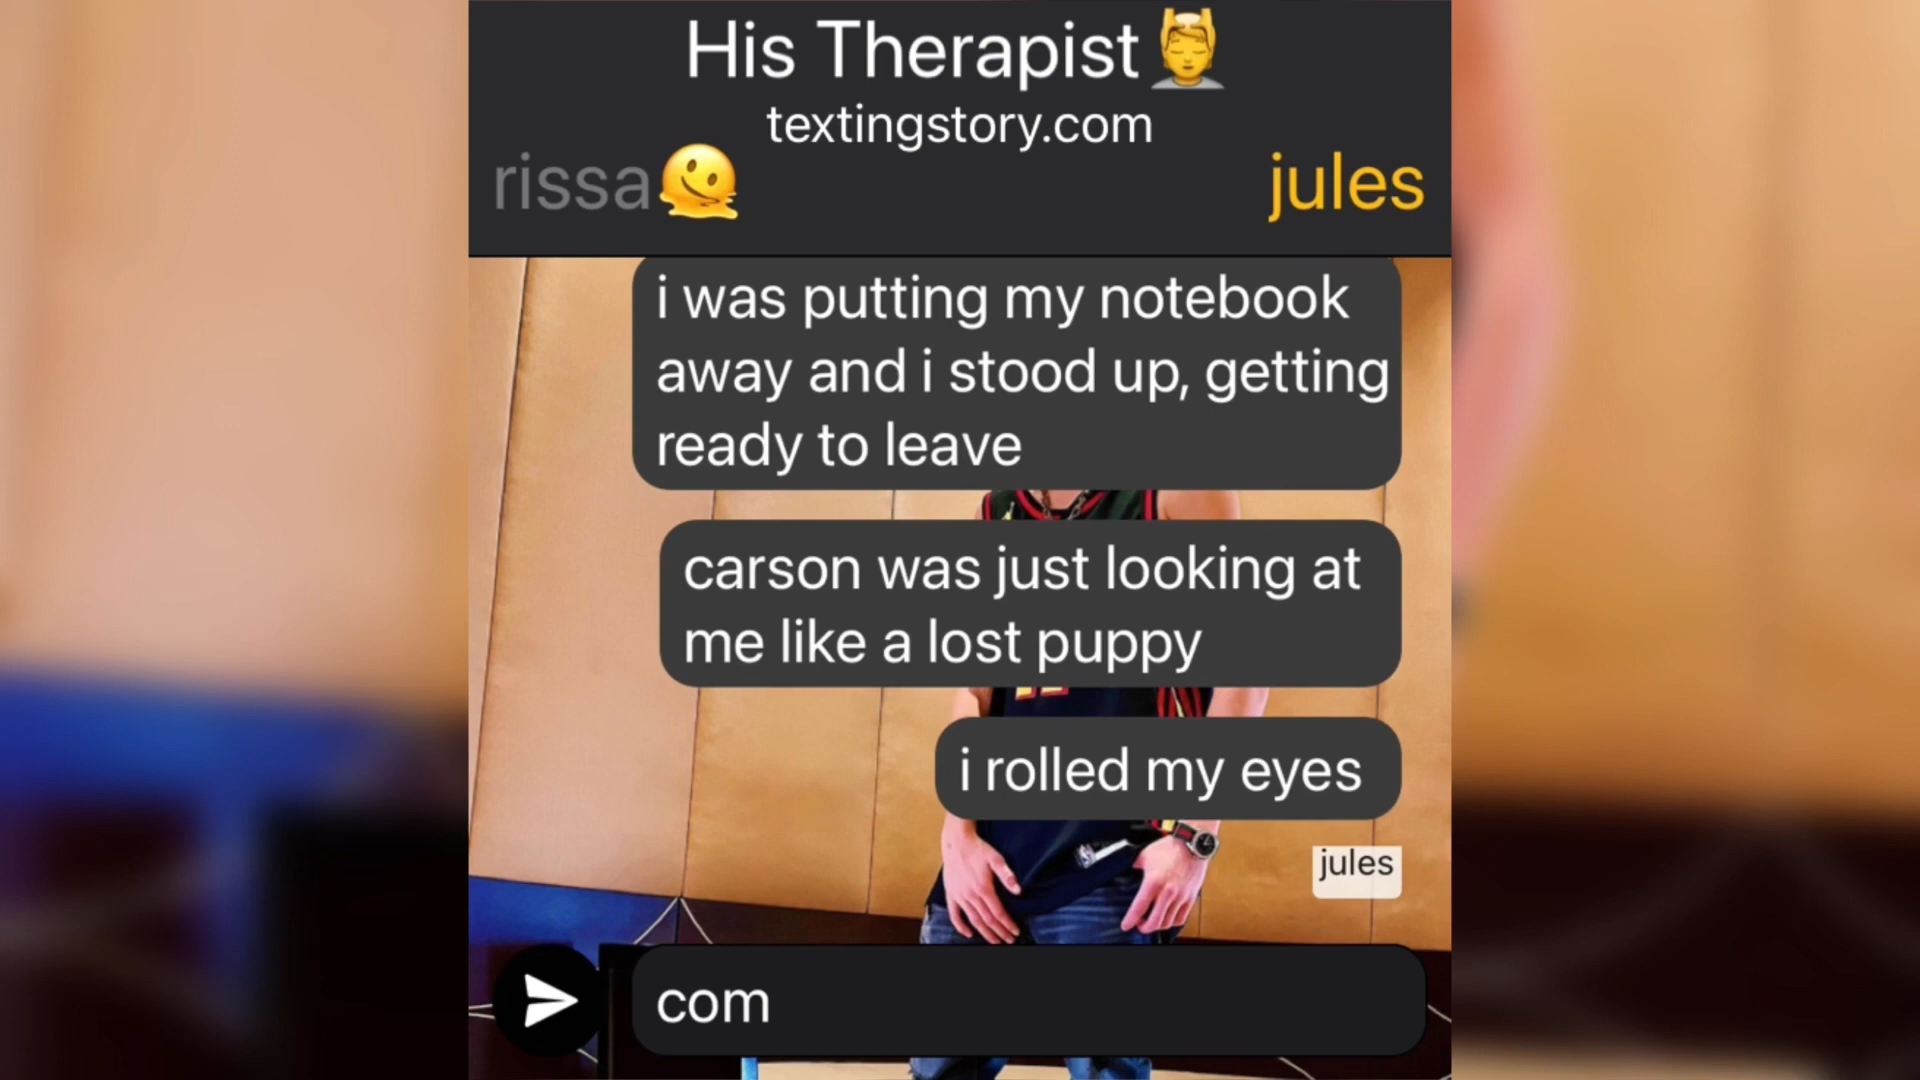 His Therapist💆
textingstory.com
rissa🫠
jules
i was putting my notebook
away and i stood up, getting
ready to leave
carson was just looking at
me like a lost puppy
i rolled my eyes
jules
com